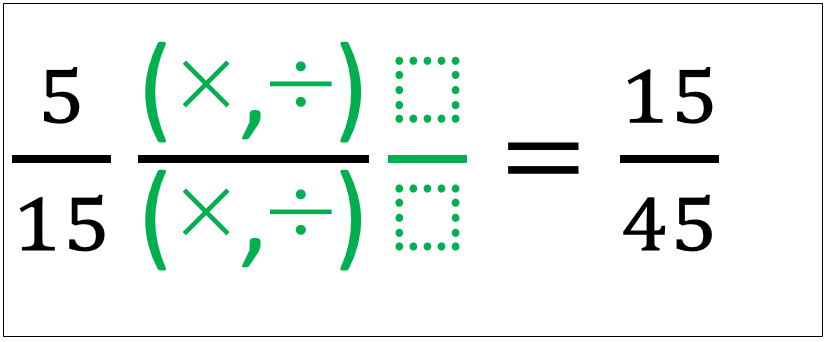 5 (×,÷) □ = 15
15 (×,÷) □ 45